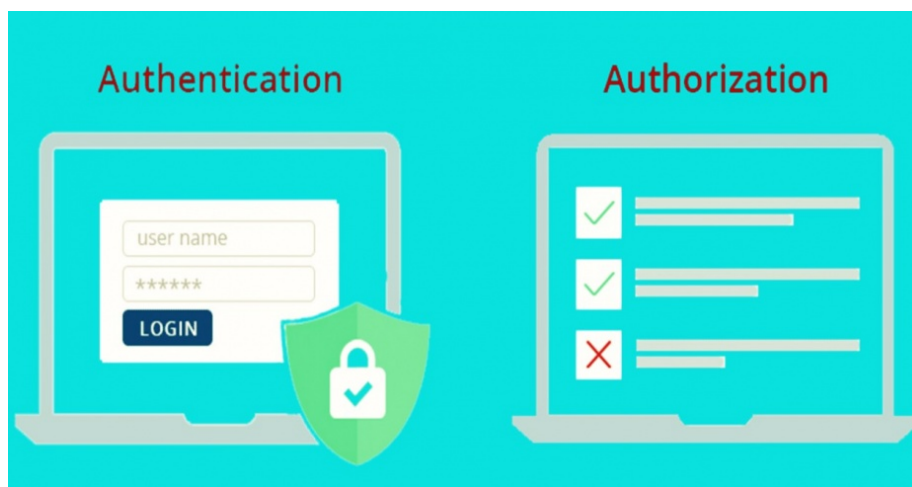 Authentication
Authorization
user name
******
LOGIN